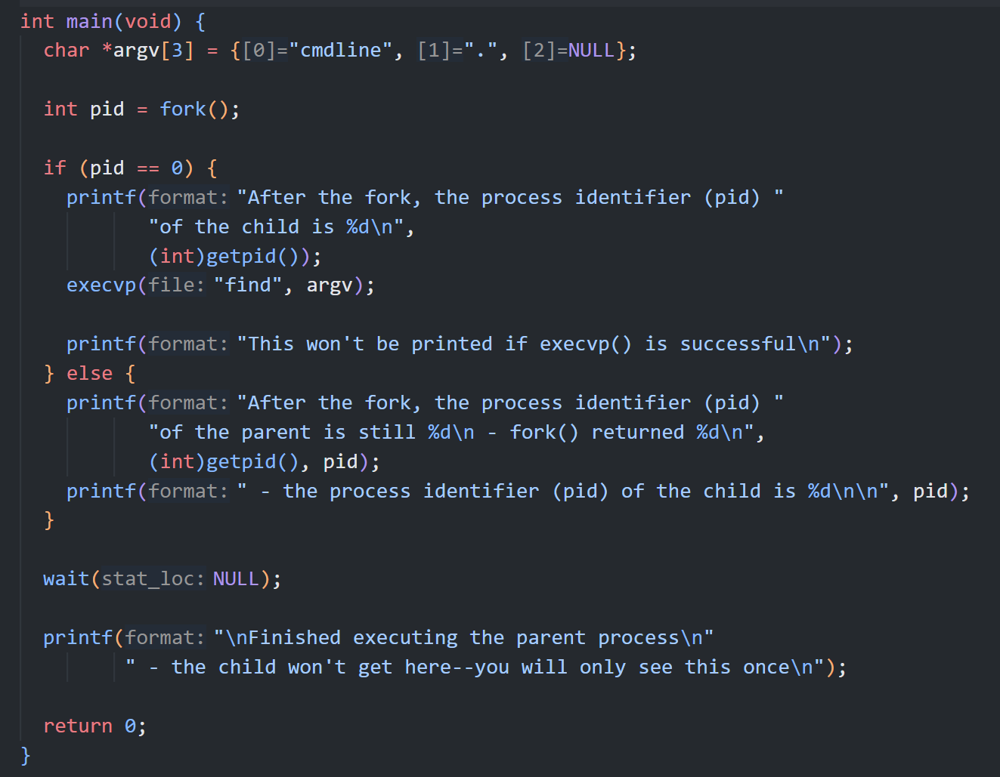 int main(void) {
  char *argv[3] = {[0]="cmdline", [1]=".", [2]=NULL};

  int pid = fork();

  if (pid == 0) {
    printf(format: "After the fork, the process identifier (pid) "
           "of the child is %d\n",
           (int)getpid());
    execvp(file: "find", argv);

    printf(format: "This won't be printed if execvp() is successful\n");
  } else {
    printf(format: "After the fork, the process identifier (pid) "
           "of the parent is still %d\n - fork() returned %d\n",
           (int)getpid(), pid);
    printf(format: " - the process identifier (pid) of the child is %d\n\n", pid);
  }

  wait(stat_loc: NULL);

  printf(format: "\nFinished executing the parent process\n"
         " - the child won't get here--you will only see this once\n");

  return 0;
}